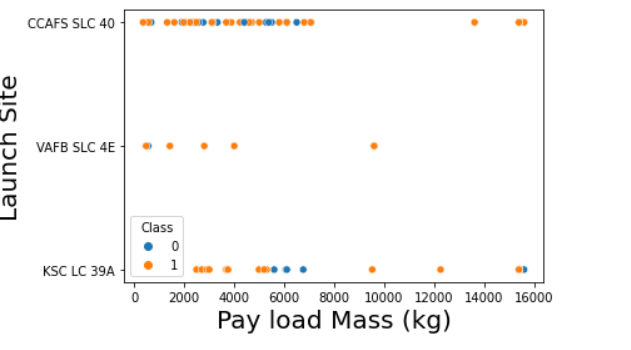 Launch Site
CCAFS SLC 40
VAFB SLC 4E
KSC LC 39A
Class
0
1
0 2000 4000 6000 8000 10000 12000 14000 16000
Pay load Mass (kg)